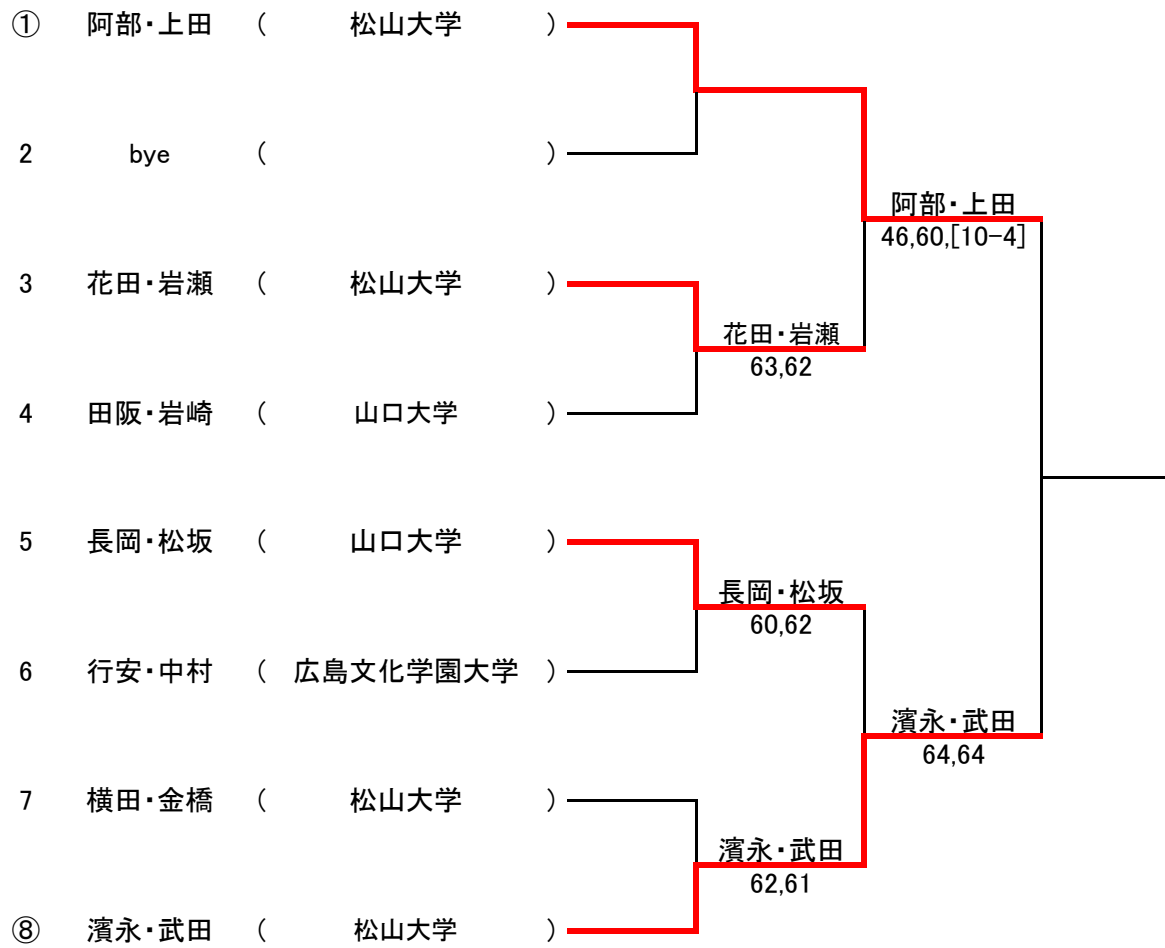 ① 阿部・上田 ( 松山大学 )
2 bye ( )
阿部・上田
46,60,[10-4]
3 花田・岩瀬 ( 松山大学 )
花田・岩瀬
63,62
4 田阪・岩崎 ( 山口大学 )
5 長岡・松坂 ( 山口大学 )
長岡・松坂
60,62
6 行安・中村 ( 広島文化学園大学 )
濱永・武田
64,64
7 横田・金橋 ( 松山大学 )
濱永・武田
62,61
⑧ 濱永・武田 ( 松山大学 )